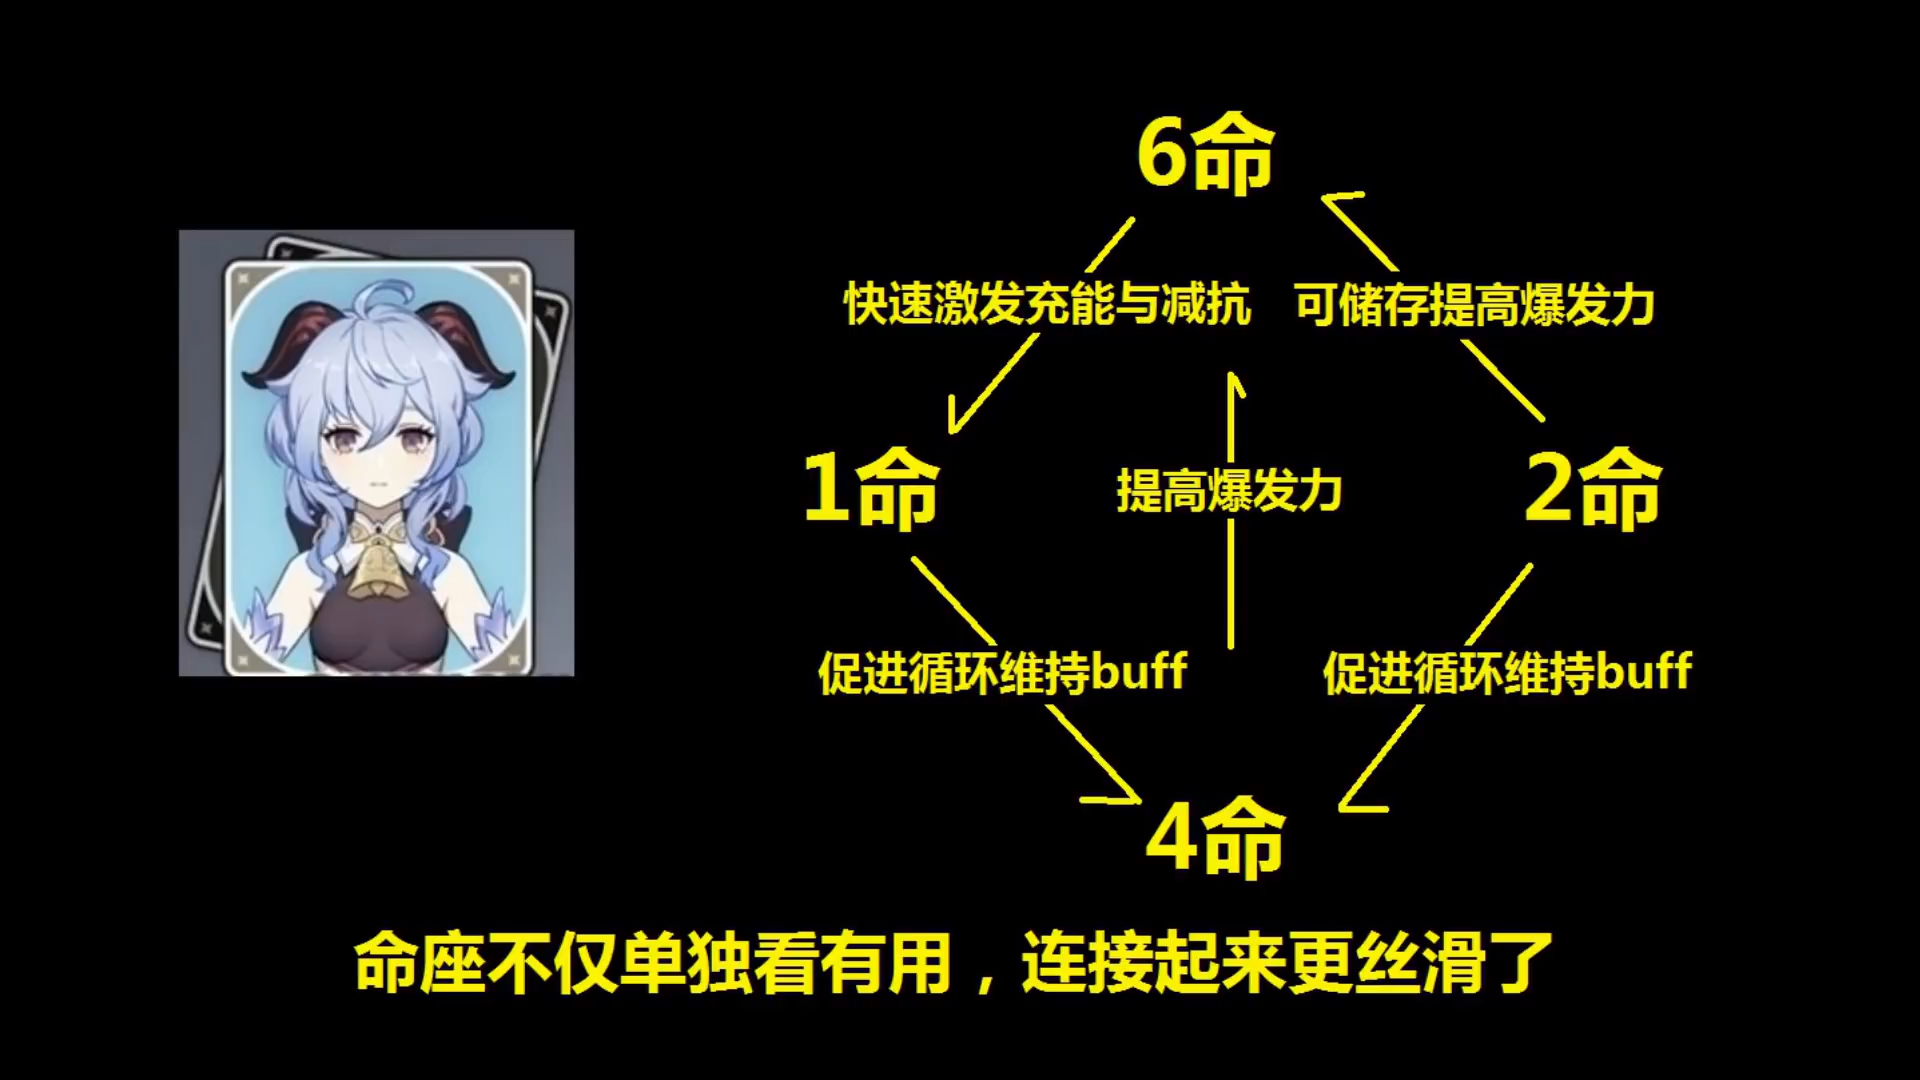 6命
快速激发充能与减抗
可储存提高爆发力
1命
提高爆发力
2命
促进循环维持buff
促进循环维持buff
4命
命座不仅单独看有用，连接起来更丝滑了